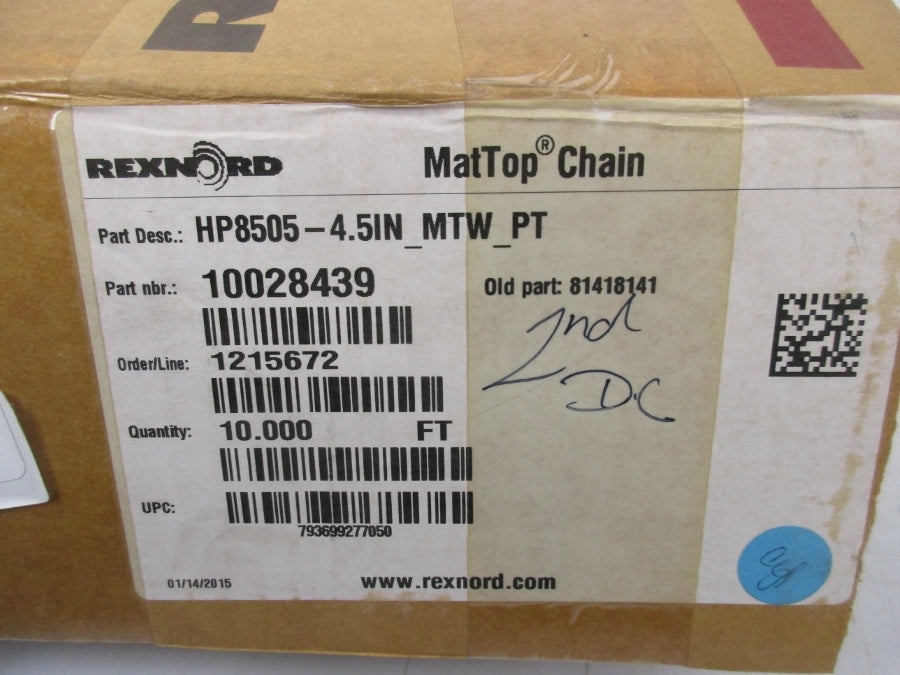 REXNORD MatTop® Chain
Part Desc.: HP8505-4.5IN_MTW_PT
Part nbr.: 10028439 Old part: 81418141
2nd
D.C
Order/Line: 1215672
Quantity: 10.000 FT
UPC:
793699277050
01/14/2015 www.rexnord.com